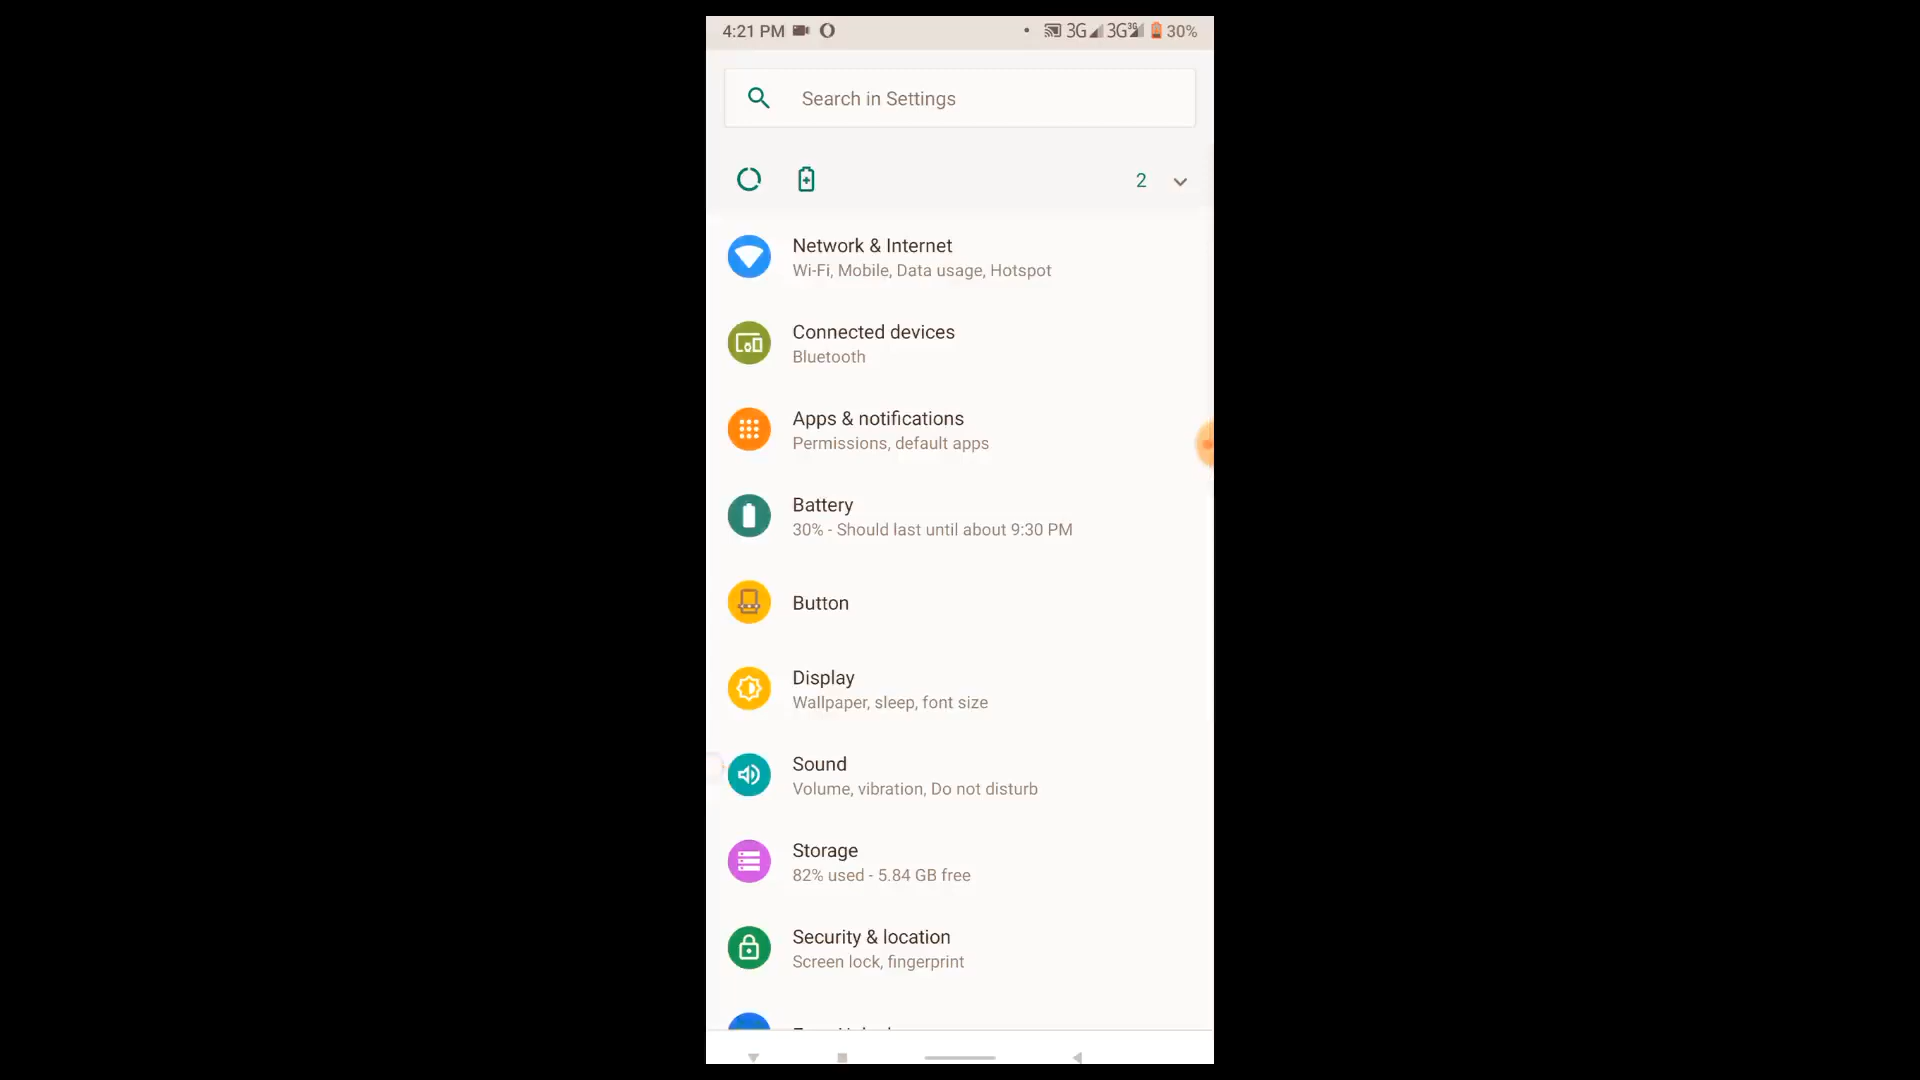 4:21 PM
3G 3G 3G 30%
Search in Settings
2
Network & Internet
Wi-Fi, Mobile, Data usage, Hotspot
Connected devices
Bluetooth
Apps & notifications
Permissions, default apps
Battery
30% - Should last until about 9:30 PM
Button
Display
Wallpaper, sleep, font size
Sound
Volume, vibration, Do not disturb
Storage
82% used - 5.84 GB free
Security & location
Screen lock, fingerprint